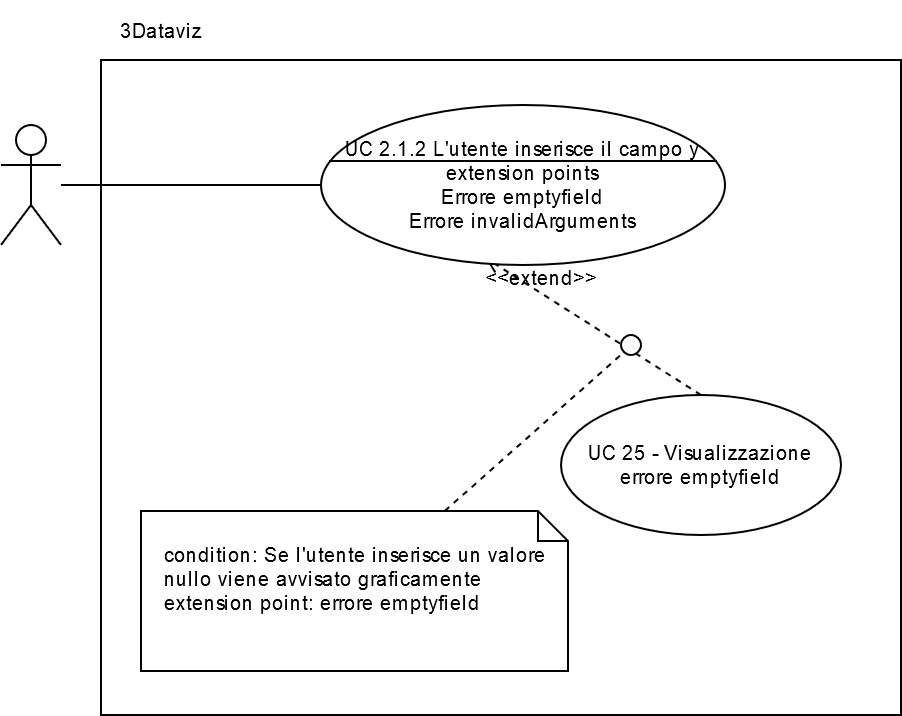 3Dataviz
UC 2.1.2 L'utente inserisce il campo y
extension points
Errore emptyfield
Errore invalidArguments
<<extend>>
UC 25 - Visualizzazione
errore emptyfield
condition: Se l'utente inserisce un valore
nullo viene avvisato graficamente
extension point: errore emptyfield